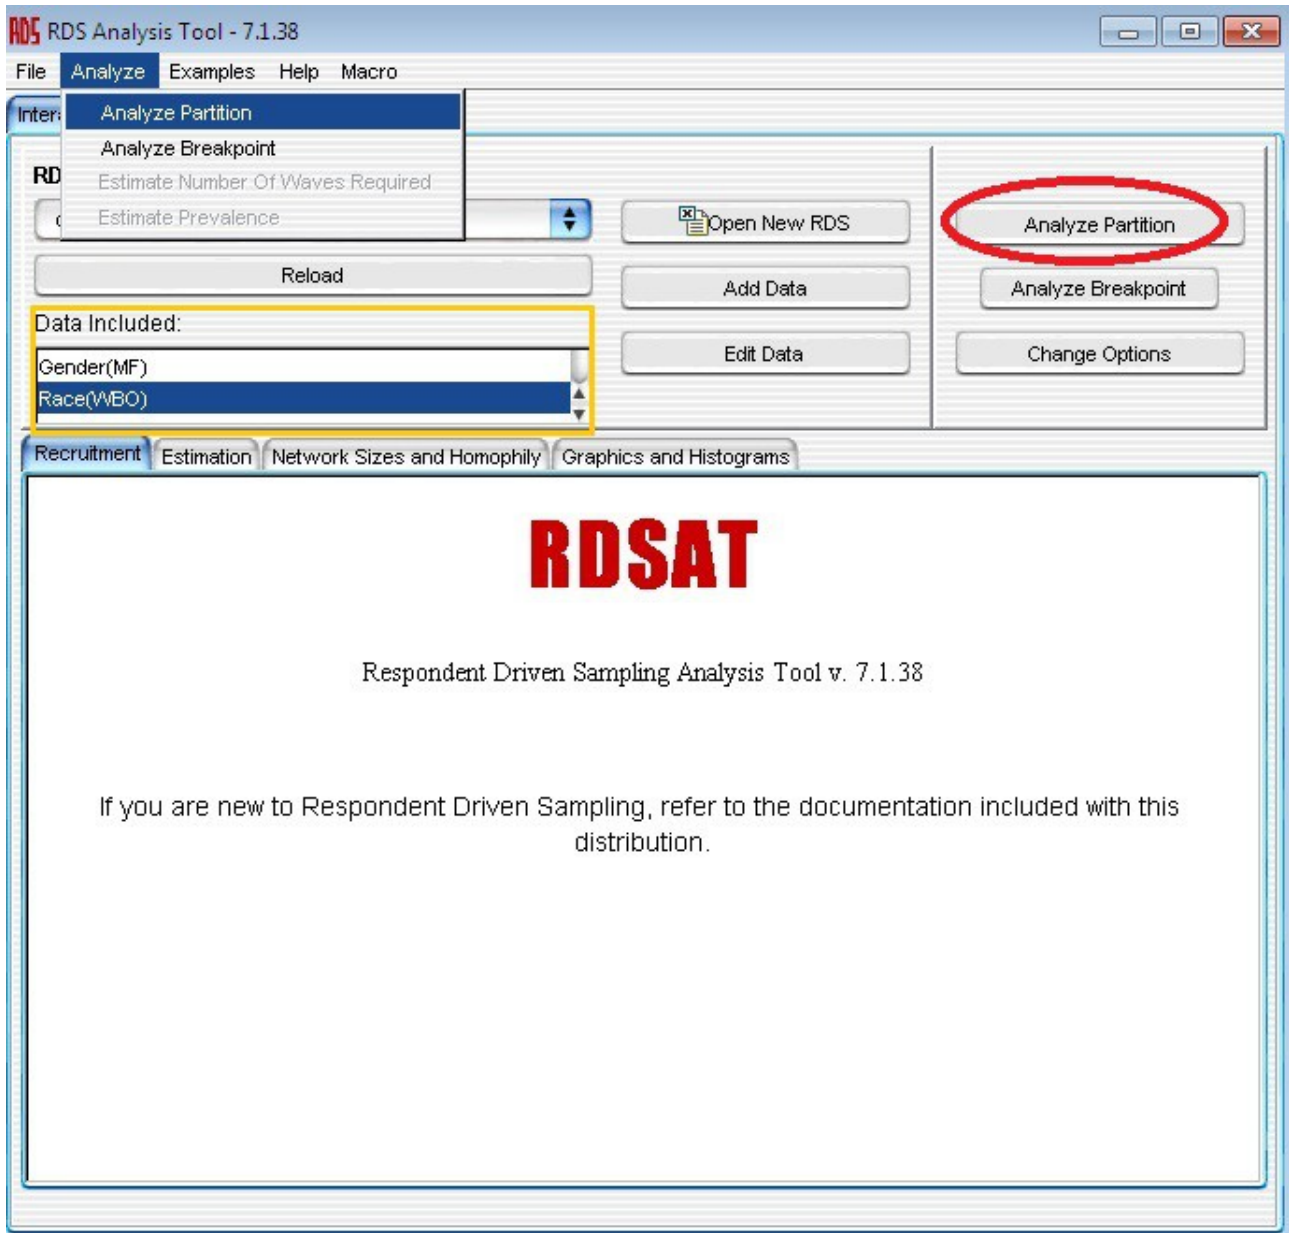 RDS RDS Analysis Tool - 7.1.38
File Analyze Examples Help Macro
Inter
Analyze Partition
Analyze Breakpoint
Estimate Number Of Waves Required
Estimate Prevalence
RD
Open New RDS
Analyze Partition
Reload
Add Data
Analyze Breakpoint
Data Included:
Edit Data
Change Options
Gender(MF)
Race(WBO)
Recruitment Estimation Network Sizes and Homophily Graphics and Histograms
RDSAT
Respondent Driven Sampling Analysis Tool v. 7.1.38
If you are new to Respondent Driven Sampling, refer to the documentation included with this
distribution.